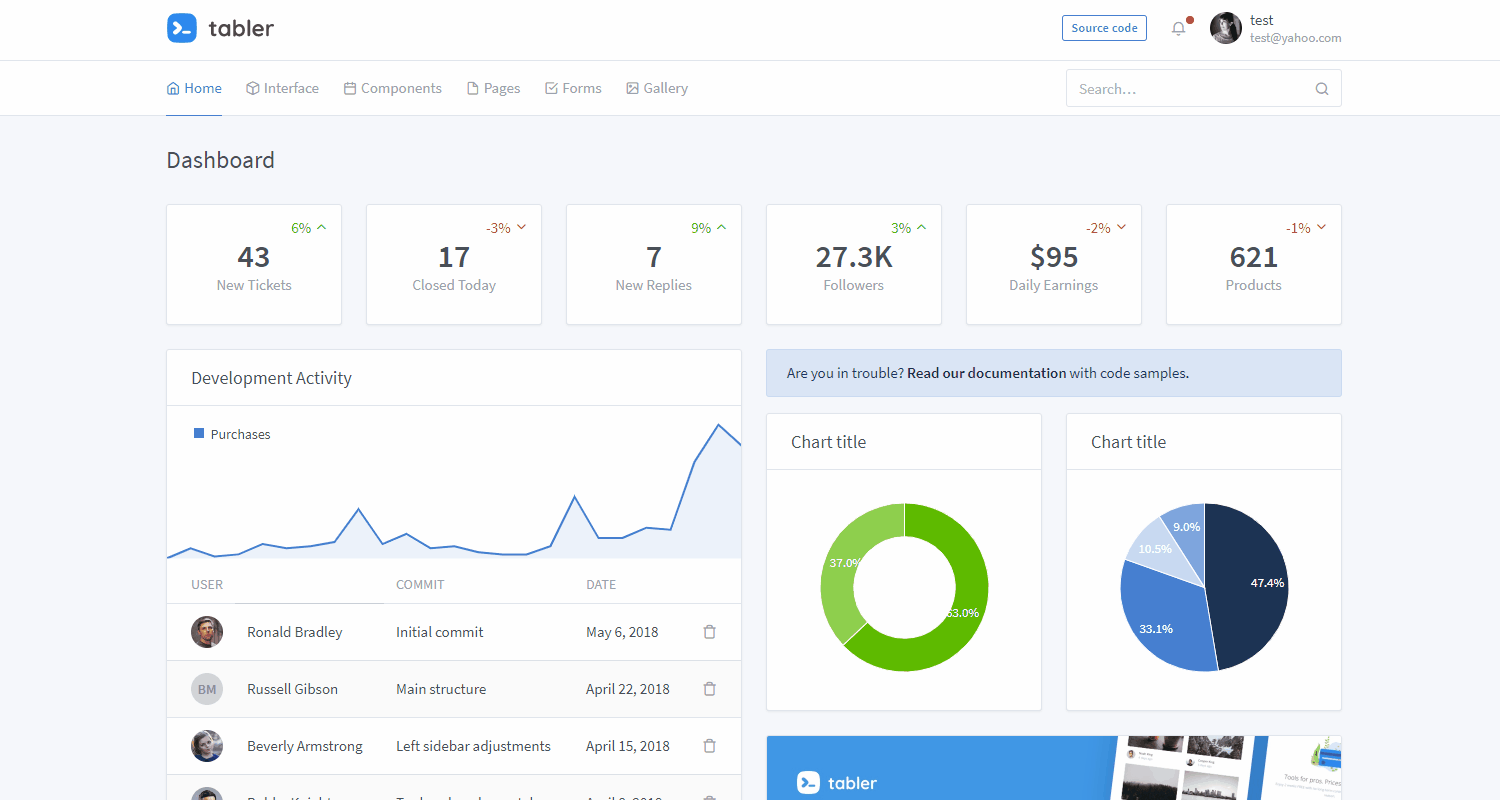 tabler
Source code
test
test@yahoo.com
Home Interface Components Pages Forms Gallery
Search...
Dashboard
6% -3% 9% 3% -2% -1%
43 17 7 27.3K $95 621
New Tickets Closed Today New Replies Followers Daily Earnings Products
Development Activity
Purchases
USER COMMIT DATE
Ronald Bradley Initial commit May 6, 2018
BM Russell Gibson Main structure April 22, 2018
Beverly Armstrong Left sidebar adjustments April 15, 2018
Are you in trouble? Read our documentation with code samples.
Chart title
37.0%
63.0%
Chart title
9.0%
10.5%
47.4%
33.1%
tabler
Tools for pros. Prices